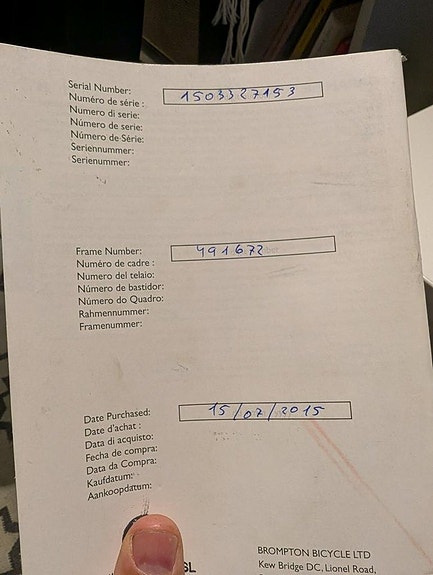 Serial Number: 1503327153
Numéro de série :
Numero di serie:
Número de serie:
Número de Série:
Seriennummer:
Serienummer:
Frame Number: 491672
Numéro de cadre :
Numero del telaio:
Número de bastidor:
Número do Quadro:
Rahmennummer:
Framenummer:
Date Purchased: 15/07/2015
Date d'achat :
Data di acquisto:
Fecha de compra:
Data da Compra:
Kaufdatum:
Aankoopdatum:
SL
BROMPTON BICYCLE LTD
Kew Bridge DC, Lionel Road,